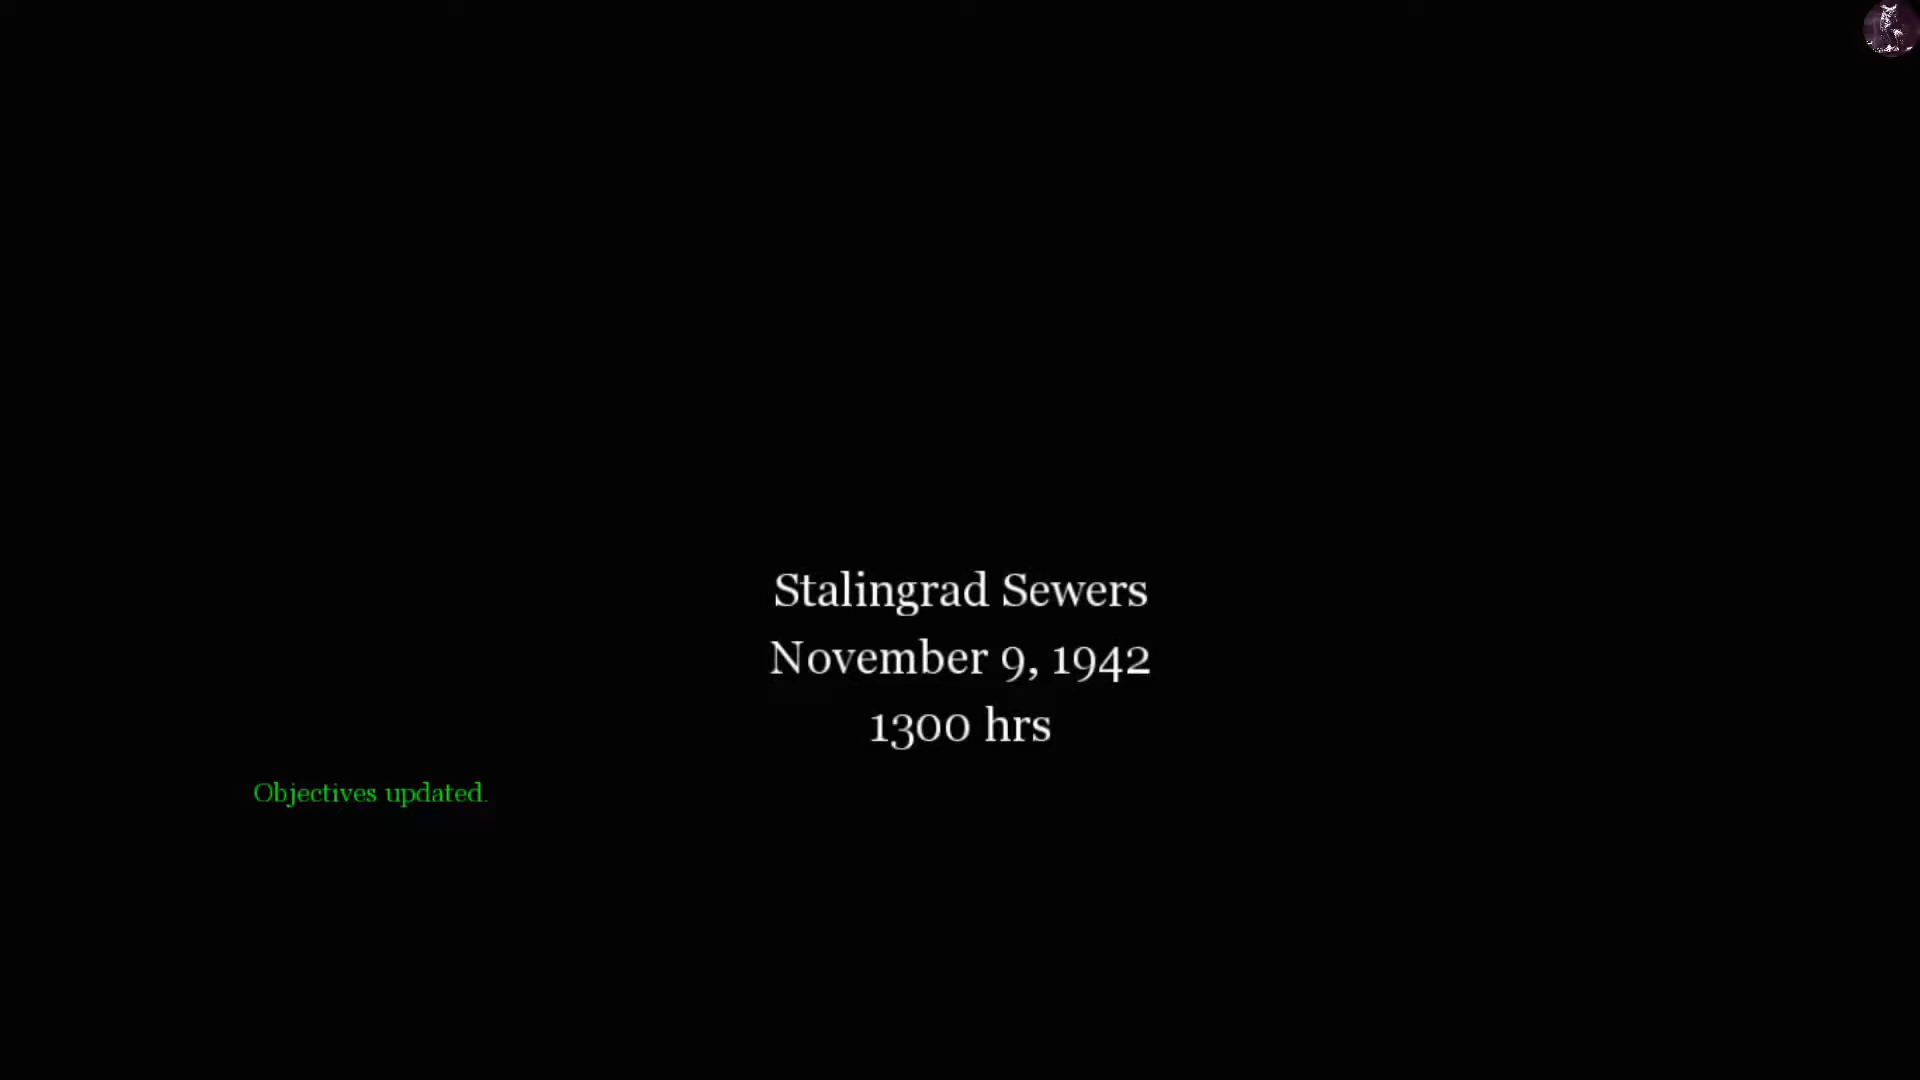 Stalingrad Sewers
November 9, 1942
1300 hrs
Objectives updated.